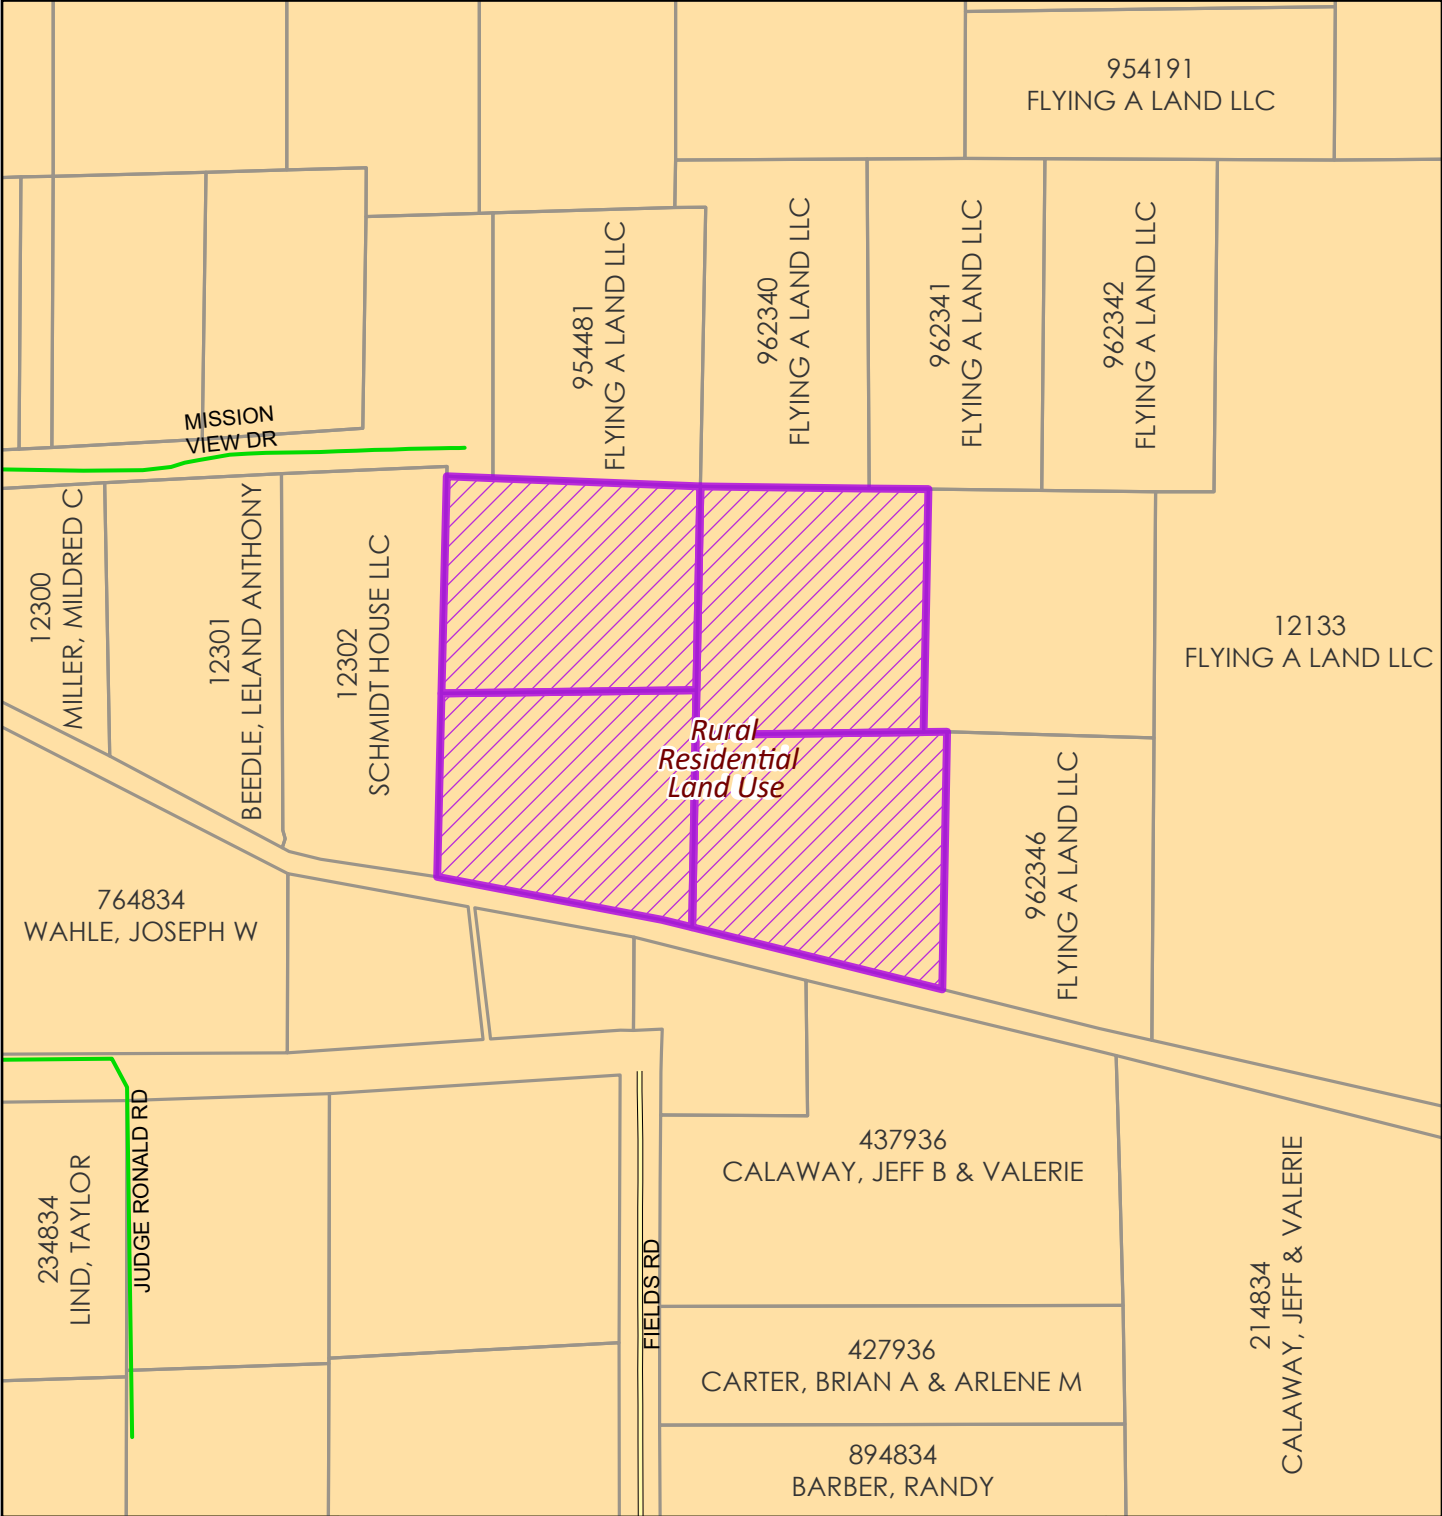 954191
FLYING A LAND LLC
954481
FLYING A LAND LLC
962340
FLYING A LAND LLC
962341
FLYING A LAND LLC
962342
FLYING A LAND LLC
MISSION
VIEW DR
12300
MILLER, MILDRED C
12301
BEEDLE, LELAND ANTHONY
12302
SCHMIDT HOUSE LLC
12133
FLYING A LAND LLC
Rural
Residential
Land Use
962346
FLYING A LAND LLC
764834
WAHLE, JOSEPH W
234834
LIND, TAYLOR
JUDGE RONALD RD
FIELDS RD
437936
CALAWAY, JEFF B & VALERIE
214834
CALAWAY, JEFF & VALERIE
427936
CARTER, BRIAN A & ARLENE M
894834
BARBER, RANDY